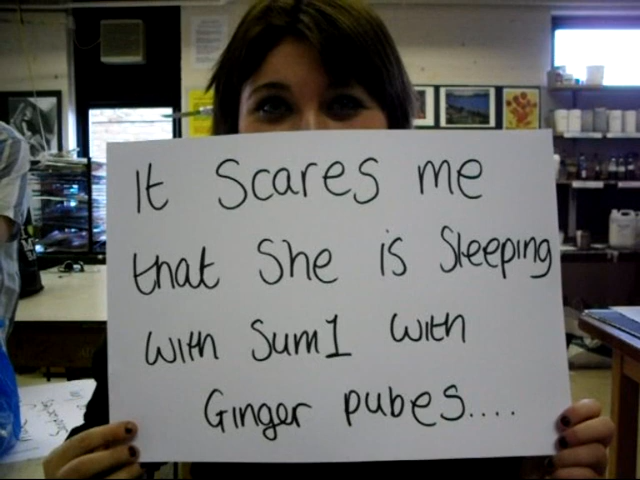 It Scares me
that She is Sleeping
with Sum1 with
Ginger pubes....